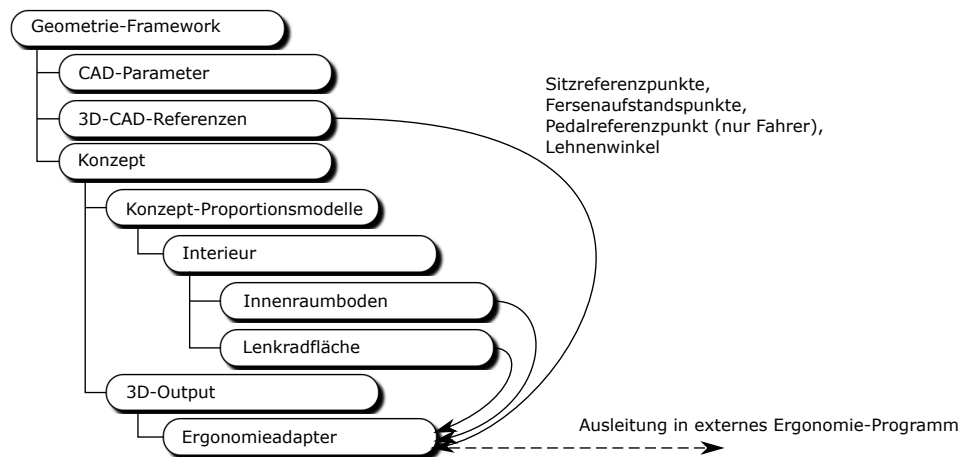 Geometrie-Framework
CAD-Parameter
3D-CAD-Referenzen
Konzept
Konzept-Proportionsmodelle
Interieur
Innenraumboden
Lenkradfläche
3D-Output
Ergonomieadapter
Sitzreferenzpunkte,
Fersenaufstandspunkte,
Pedalreferenzpunkt (nur Fahrer),
Lehnenwinkel
Ausleitung in externes Ergonomie-Programm